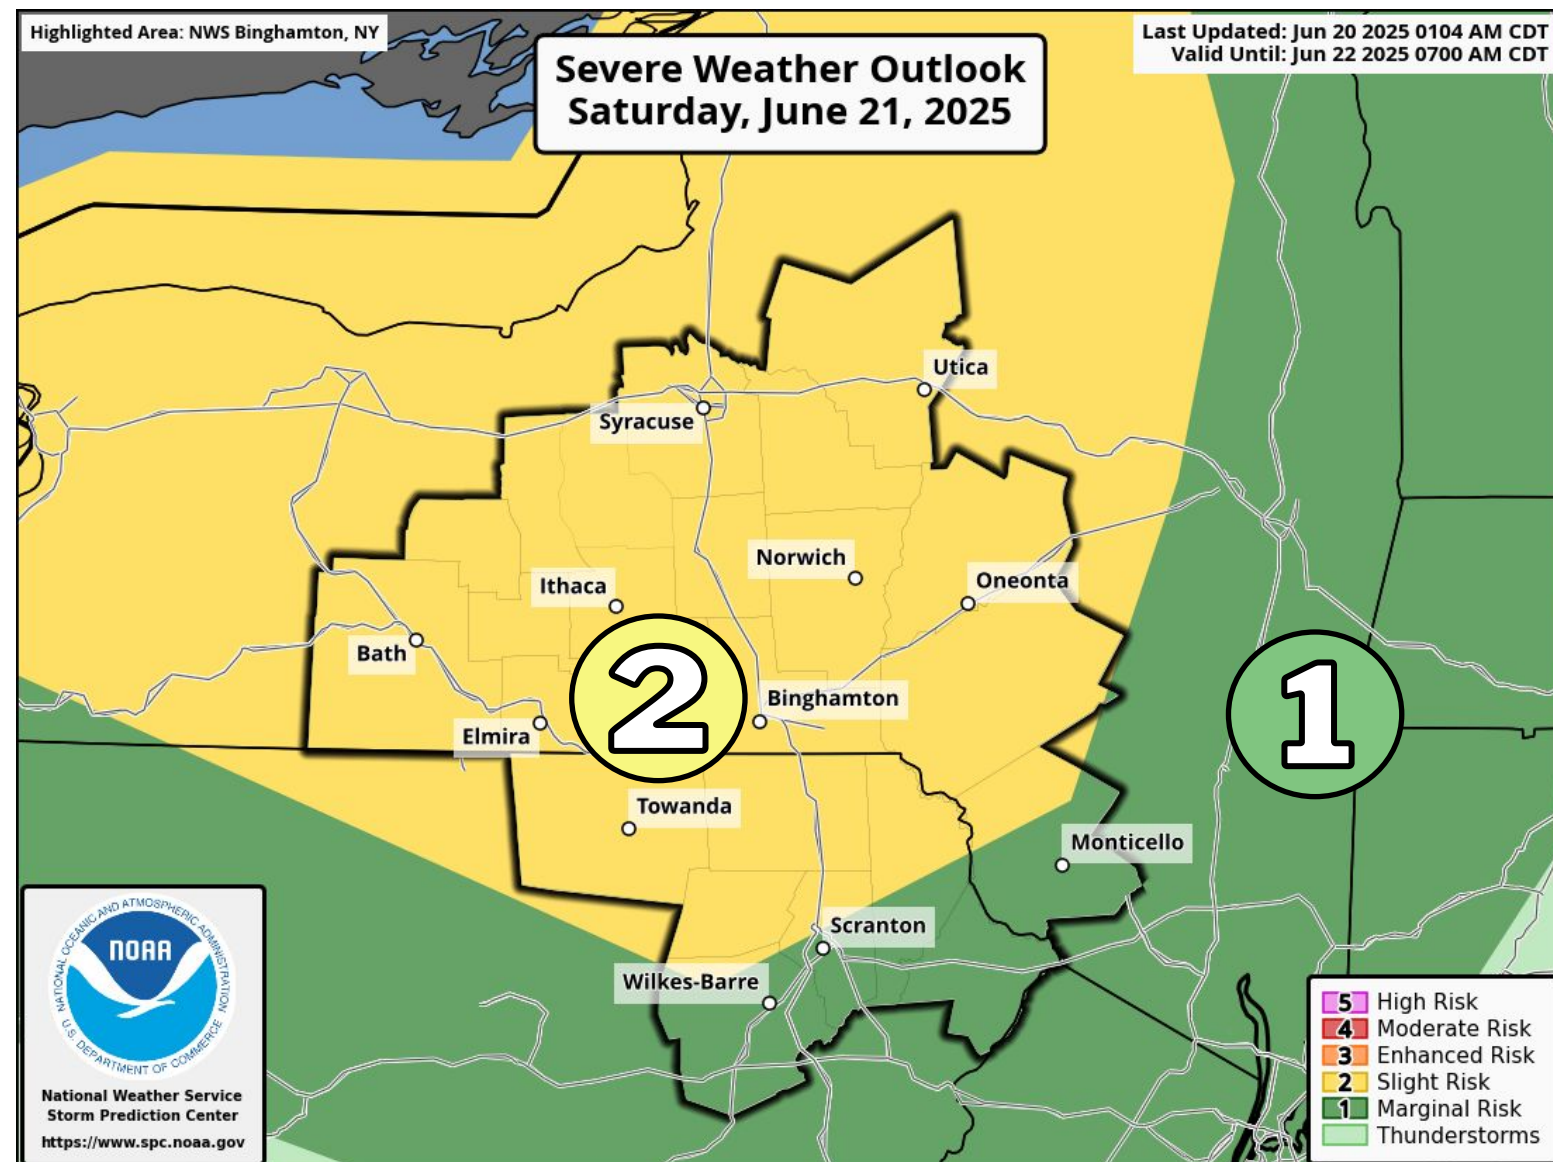 Highlighted Area: NWS Binghamton, NY
Severe Weather Outlook
Saturday, June 21, 2025
Last Updated: Jun 20 2025 0104 AM CDT
Valid Until: Jun 22 2025 0700 AM CDT
Utica
Syracuse
Norwich
Ithaca
Oneonta
Bath
2
1
Binghamton
Elmira
Towanda
Monticello
Scranton
Wilkes-Barre
NATIONAL OCEANIC AND ATMOSPHERIC ADMINISTRATION
NOAA
U.S. DEPARTMENT OF COMMERCE
National Weather Service
Storm Prediction Center
https://www.spc.noaa.gov
5 High Risk
4 Moderate Risk
3 Enhanced Risk
2 Slight Risk
1 Marginal Risk
Thunderstorms